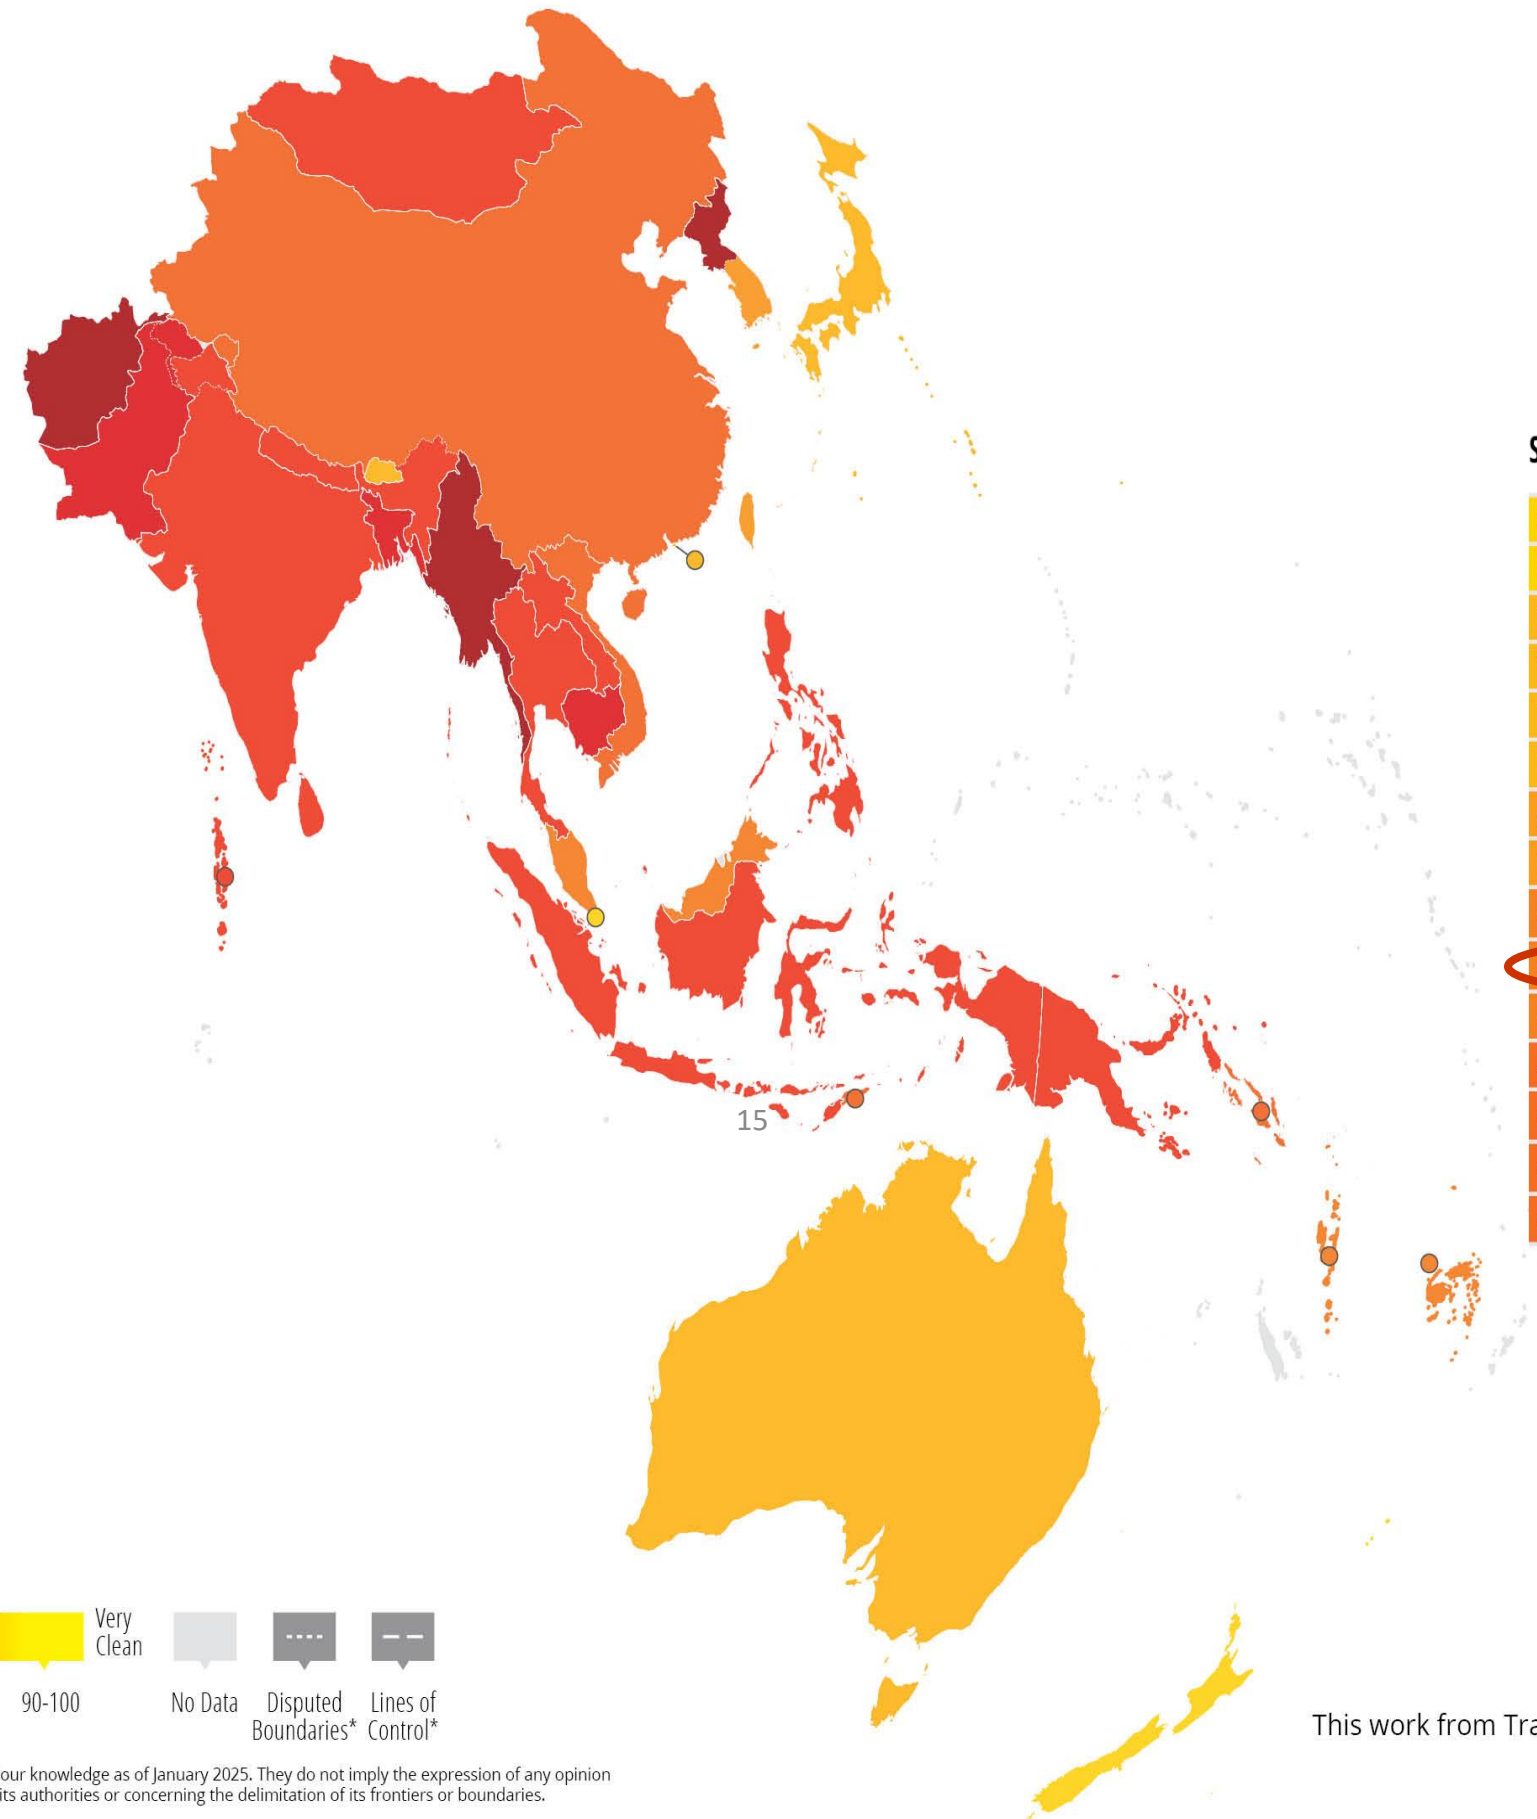 S
15
Very
Clean
90-100
No Data
Disputed
Boundaries*
Lines of
Control*
This work from Tra
our knowledge as of January 2025. They do not imply the expression of any opinion
its authorities or concerning the delimitation of its frontiers or boundaries.